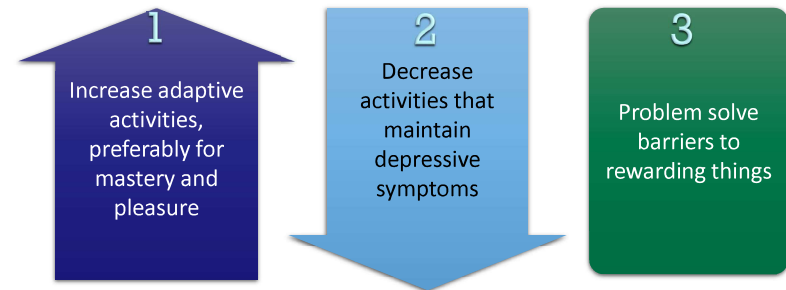 1
Increase adaptive
activities,
preferably for
mastery and
pleasure
2
Decrease
activities that
maintain
depressive
symptoms
3
Problem solve
barriers to
rewarding things